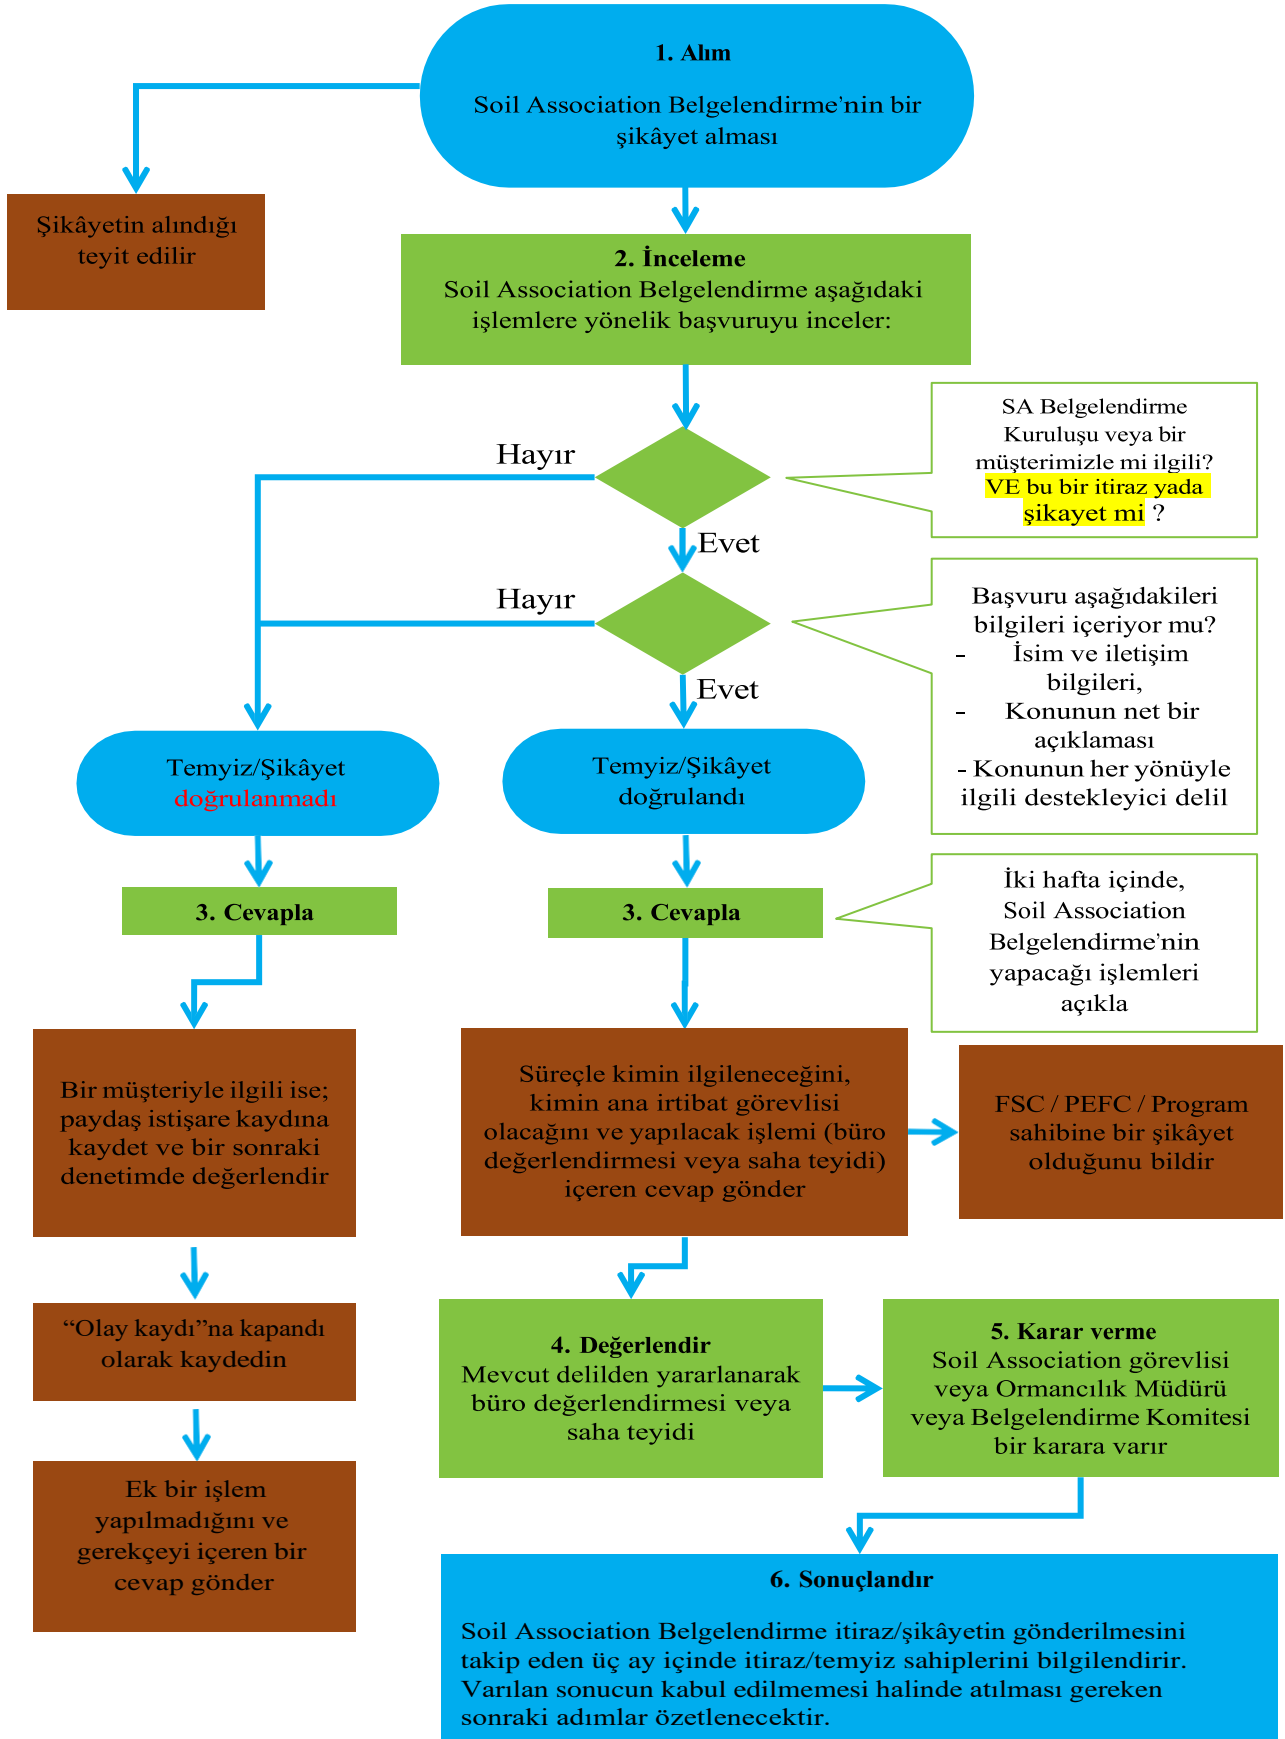 1. Alım
Soil Association Belgelendirme’nin bir
şikâyet alması
Şikâyetin alındığı
teyit edilir
2. İnceleme
Soil Association Belgelendirme aşağıdaki
işlemlere yönelik başvuruyu inceler:
SA Belgelendirme
Kuruluşu veya bir
müşterimizle mi ilgili?
VE bu bir itiraz yada
şikayet mi ?
Hayır
Evet
Hayır
Evet
Başvuru aşağıdakileri
bilgileri içeriyor mu?
- İsim ve iletişim
bilgileri,
- Konunun net bir
açıklaması
- Konunun her yönüyle
ilgili destekleyici delil
Temyiz/Şikâyet
doğrulanmadı
Temyiz/Şikâyet
doğrulandı
3. Cevapla
3. Cevapla
İki hafta içinde,
Soil Association
Belgelendirme’nin
yapacağı işlemleri
açıkla
Bir müşteriyle ilgili ise;
paydaş istişare kaydına
kaydet ve bir sonraki
denetimde değerlendir
Süreçle kimin ilgileneceğini,
kimin ana irtibat görevlisi
olacağını ve yapılacak işlemi (büro
değerlendirmesi veya saha teyidi)
içeren cevap gönder
FSC / PEFC / Program
sahibine bir şikâyet
olduğunu bildir
“Olay kaydı”na kapandı
olarak kaydedin
4. Değerlendir
Mevcut delilden yararlanarak
büro değerlendirmesi veya
saha teyidi
5. Karar verme
Soil Association görevlisi
veya Ormancılık Müdürü
veya Belgelendirme Komitesi
bir karara varır
Ek bir işlem
yapılmadığını ve
gerekçeyi içeren bir
cevap gönder
6. Sonuçlandır
Soil Association Belgelendirme itiraz/şikâyetin gönderilmesini
takip eden üç ay içinde itiraz/temyiz sahiplerini bilgilendirir.
Varılan sonucun kabul edilmemesi halinde atılması gereken
sonraki adımlar özetlenecektir.